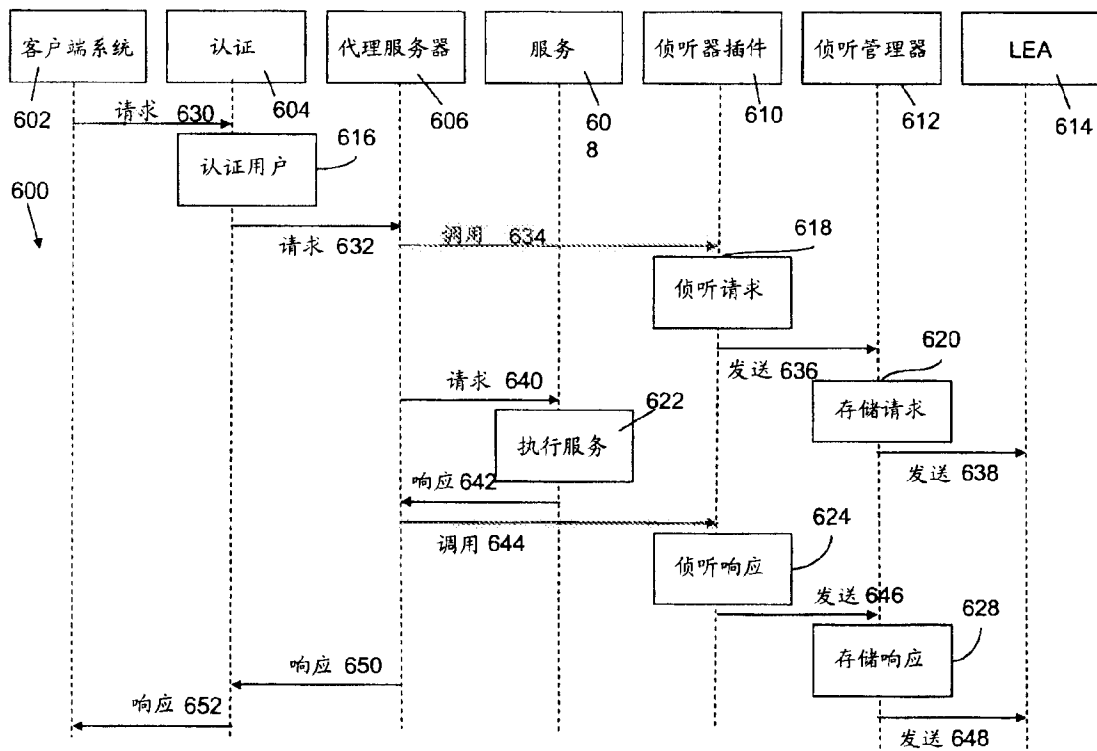 客户端系统
认证
代理服务器
服务
侦听器插件
侦听管理器
LEA
602
请求 630
604
606
60
8
610
612
614
616
认证用户
600
请求 632
调用 634
618
侦听请求
发送 636
620
请求 640
622
存储请求
执行服务
发送 638
响应 642
调用 644
624
侦听响应
发送 646
628
响应 650
存储响应
响应 652
发送 648